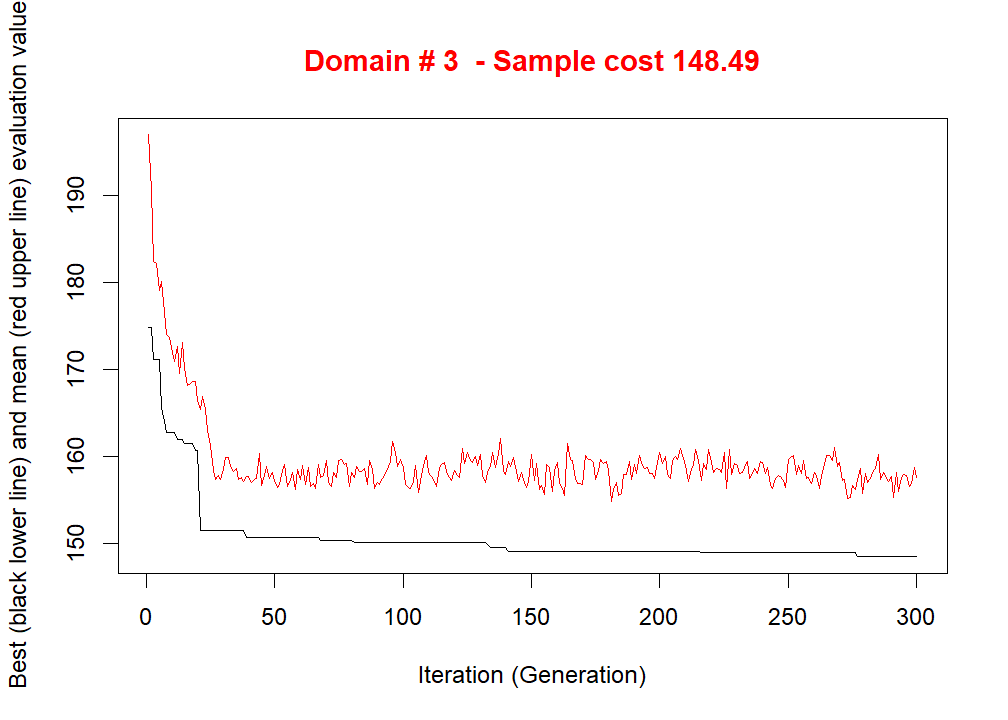 Domain # 3  - Sample cost 148.49
Best (black lower line) and mean (red upper line) evaluation value
190
180
170
160
150
0 50 100 150 200 250 300
Iteration (Generation)